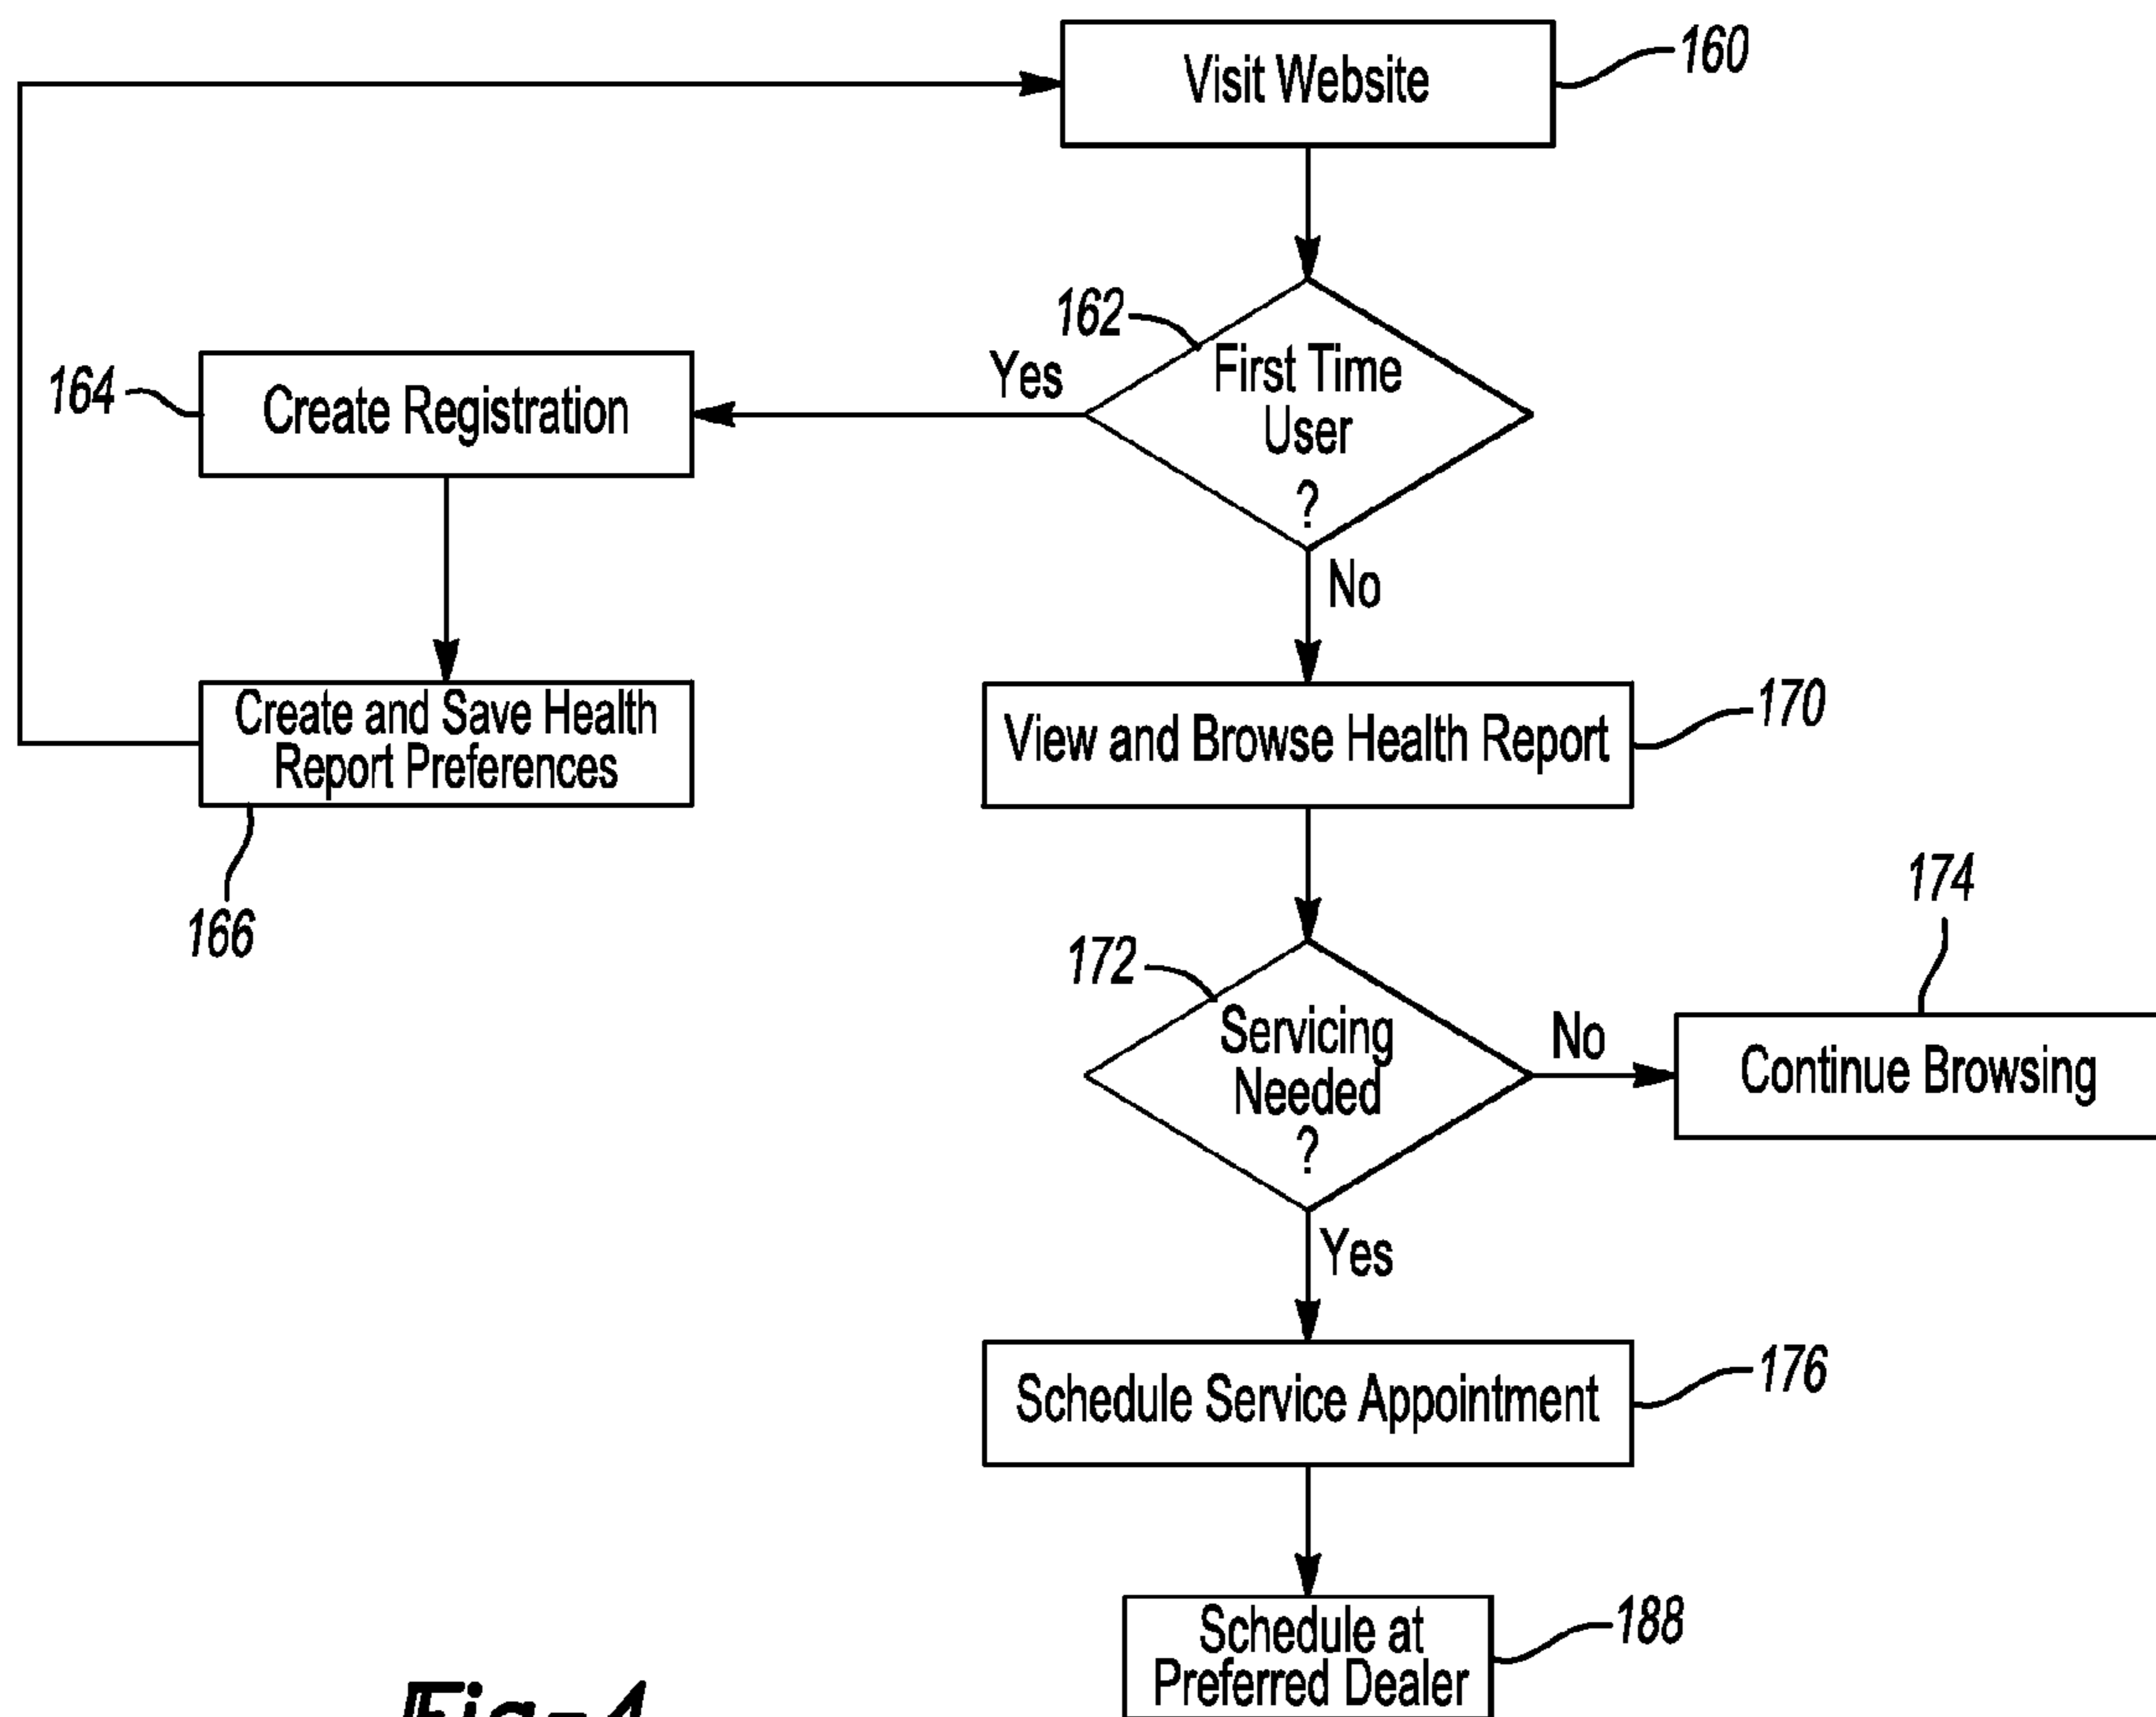 Visit Website
160
162
First Time
User
?
Yes
No
164
Create Registration
Create and Save Health
Report Preferences
166
View and Browse Health Report
170
172
Servicing
Needed
?
No
174
Continue Browsing
Yes
Schedule Service Appointment
176
Schedule at
Preferred Dealer
188
Fig-4